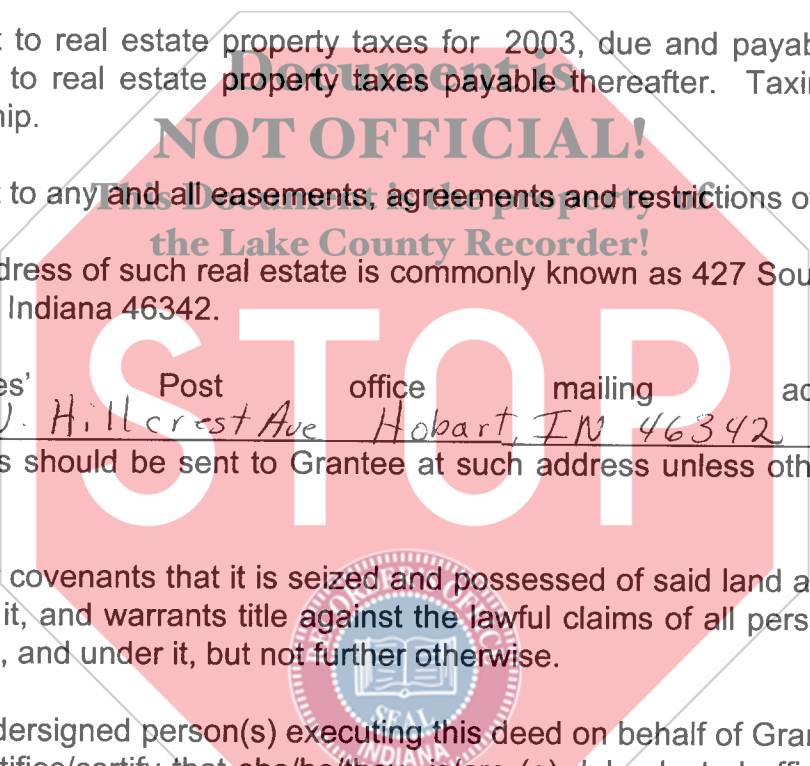 t to real estate property taxes for 2003, due and payab
Document is
to real estate property taxes payable thereafter. Taxin
hip.
NOT OFFICIAL!
t to any and all easements, agreements and restrictions o
This Document is the property of
the Lake County Recorder!
dress of such real estate is commonly known as 427 Sou
Indiana 46342.
STOP
es' Post office mailing ad
Hillcrest Ave Hobart, IN 46342
s should be sent to Grantee at such address unless oth
covenants that it is seized and possessed of said land a
it, and warrants title against the lawful claims of all pers
, and under it, but not further otherwise.
SEAL
INDIANA
dersigned person(s) executing this deed on behalf of Gran